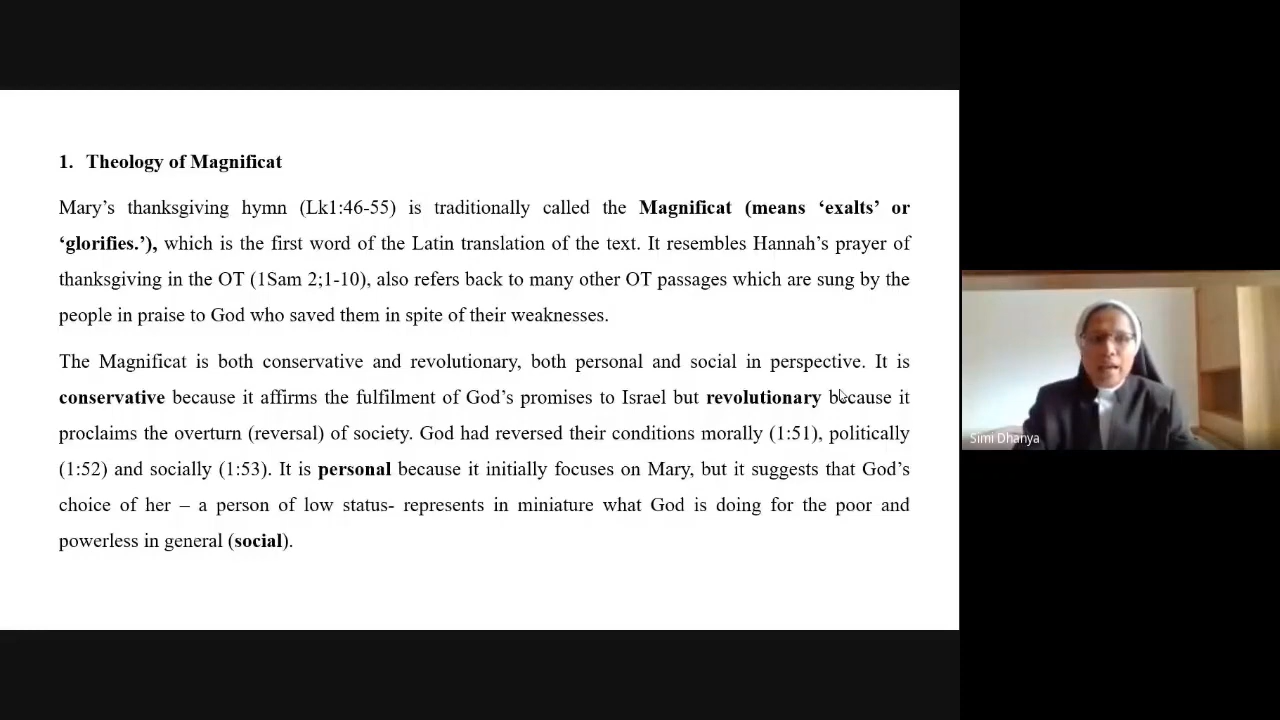 1. Theology of Magnificat
Mary’s thanksgiving hymn (Lk1:46-55) is traditionally called the Magnificat (means ‘exalts’ or
‘glorifies.’), which is the first word of the Latin translation of the text. It resembles Hannah’s prayer of
thanksgiving in the OT (1Sam 2;1-10), also refers back to many other OT passages which are sung by the
people in praise to God who saved them in spite of their weaknesses.
The Magnificat is both conservative and revolutionary, both personal and social in perspective. It is
conservative because it affirms the fulfilment of God’s promises to Israel but revolutionary because it
proclaims the overturn (reversal) of society. God had reversed their conditions morally (1:51), politically
(1:52) and socially (1:53). It is personal because it initially focuses on Mary, but it suggests that God’s
choice of her – a person of low status- represents in miniature what God is doing for the poor and
powerless in general (social).
Simi Dhanya